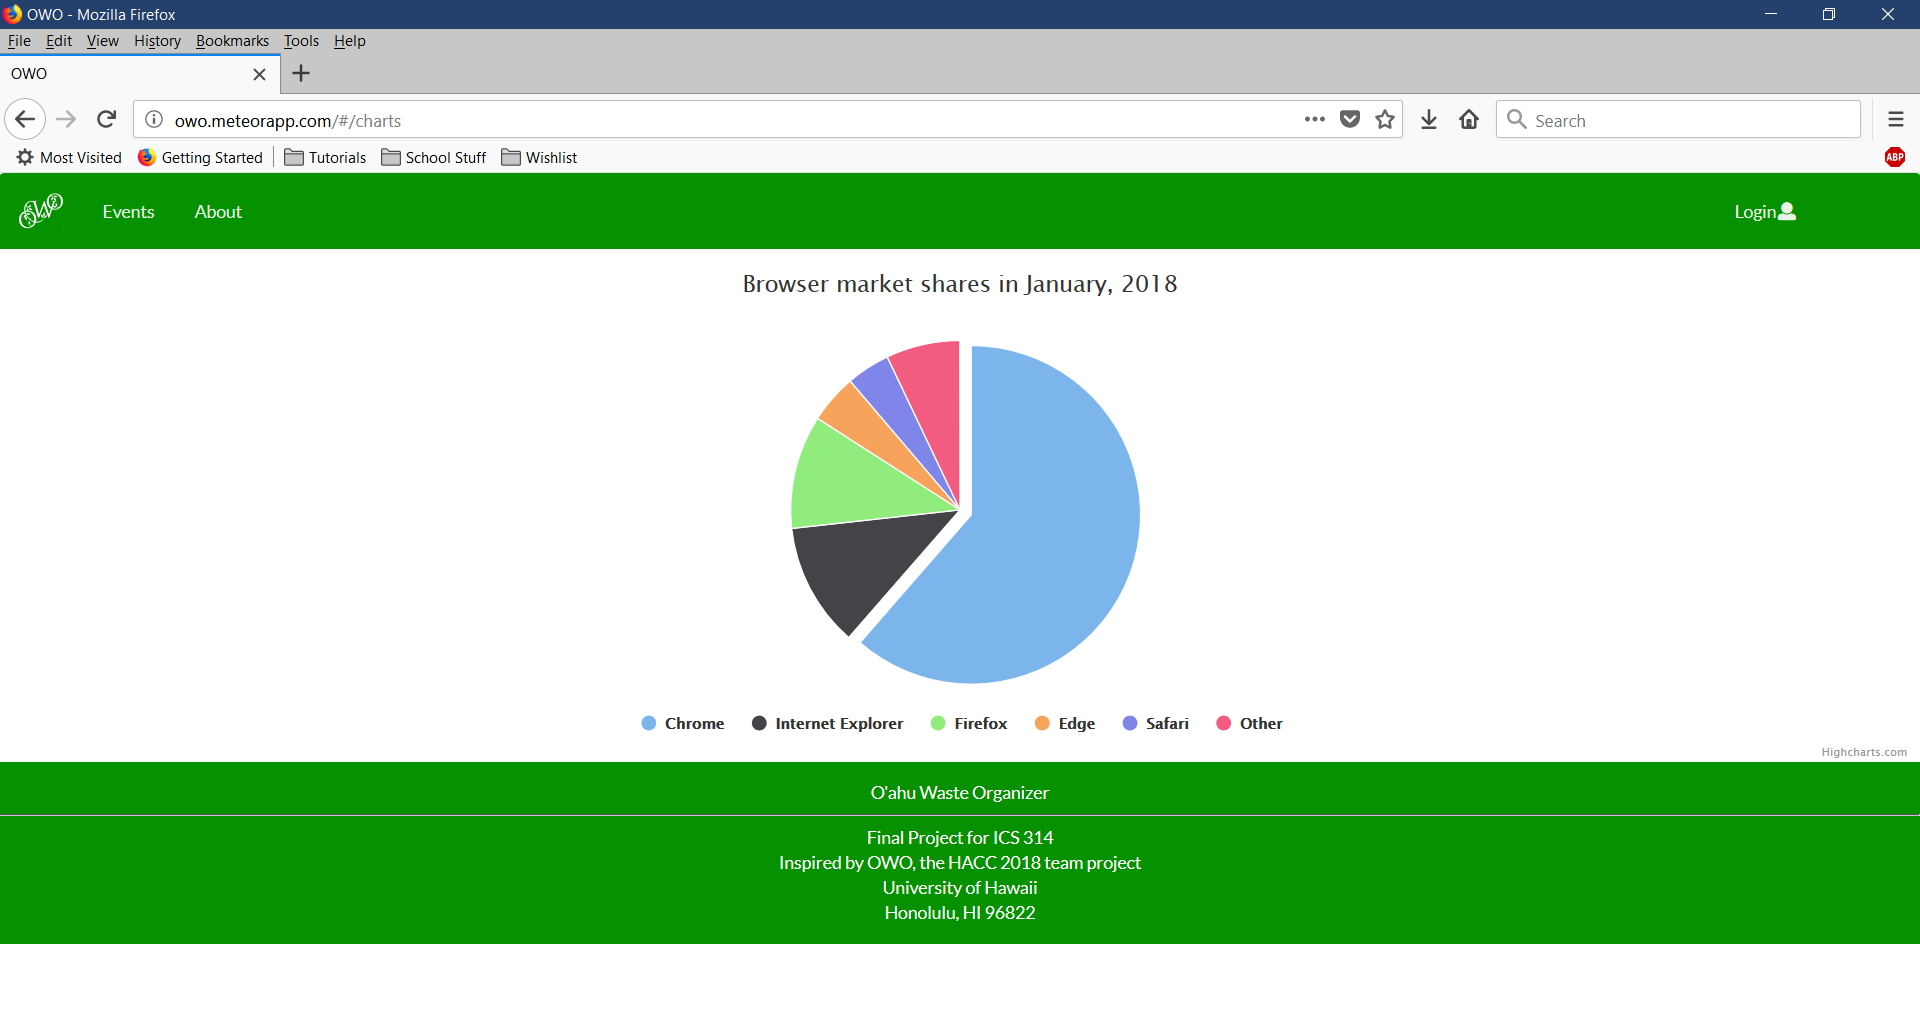 OWO - Mozilla Firefox
File Edit View History Bookmarks Tools Help
OWO
owo.meteorapp.com/#/charts
Search
Most Visited Getting Started Tutorials School Stuff Wishlist
ABP
OWO Events About Login
Browser market shares in January, 2018
Chrome Internet Explorer Firefox Edge Safari Other
Highcharts.com
O'ahu Waste Organizer
Final Project for ICS 314
Inspired by OWO, the HACC 2018 team project
University of Hawaii
Honolulu, HI 96822